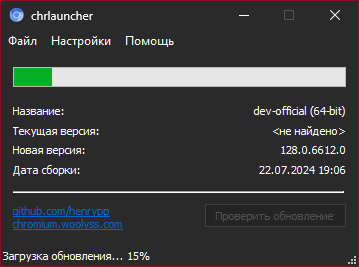 chrlauncher
Файл Настройки Помощь
Название: dev-official (64-bit)
Текущая версия: <не найдено>
Новая версия: 128.0.6612.0
Дата сборки: 22.07.2024 19:06
github.com/henrypp
chromium.woolyss.com
Проверить обновление
Загрузка обновления... 15%